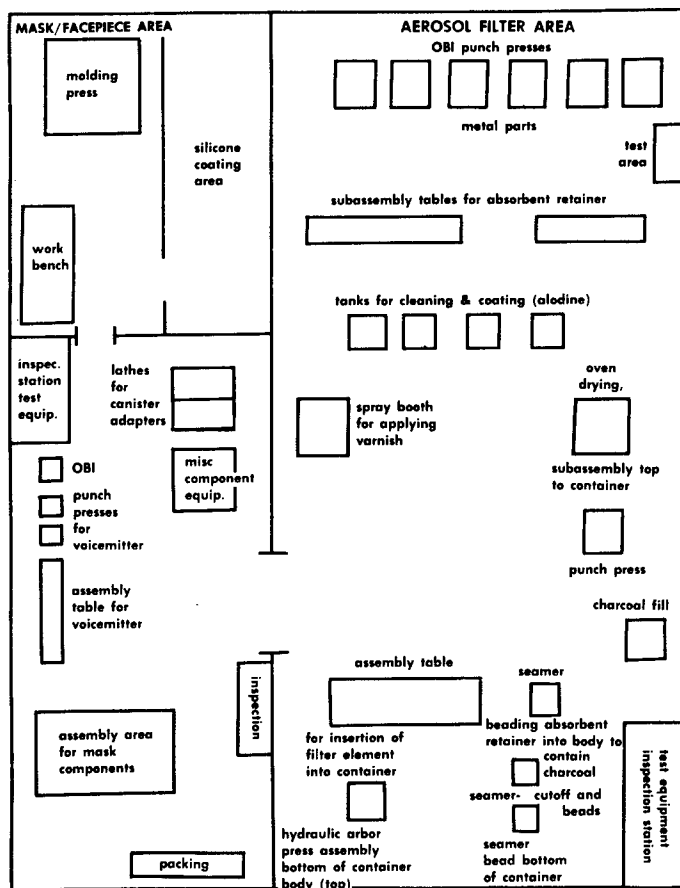 MASK/FACEPIECE AREA
molding
press
silicone
coating
area
work
bench
inspec.
station
test
equip.
lathes
for
canister
adapters
OBI
punch
presses
for
voicemitter
misc
component
equip.
assembly
table for
voicemitter
inspection
assembly area
for mask
components
packing
AEROSOL FILTER AREA
OBI punch presses
metal parts
test
area
subassembly tables for absorbent retainer
tanks for cleaning & coating (alodine)
spray booth
for applying
varnish
oven
drying,
subassembly top
to container
punch press
charcoal fill
assembly table
for insertion of
filter element
into container
seamer
beading absorbent
retainer into body to
contain
charcoal
seamer- cutoff and
beads
seamer
bead bottom
of container
hydraulic arbor
press assembly
bottom of container
body (top)
test equipment
inspection station